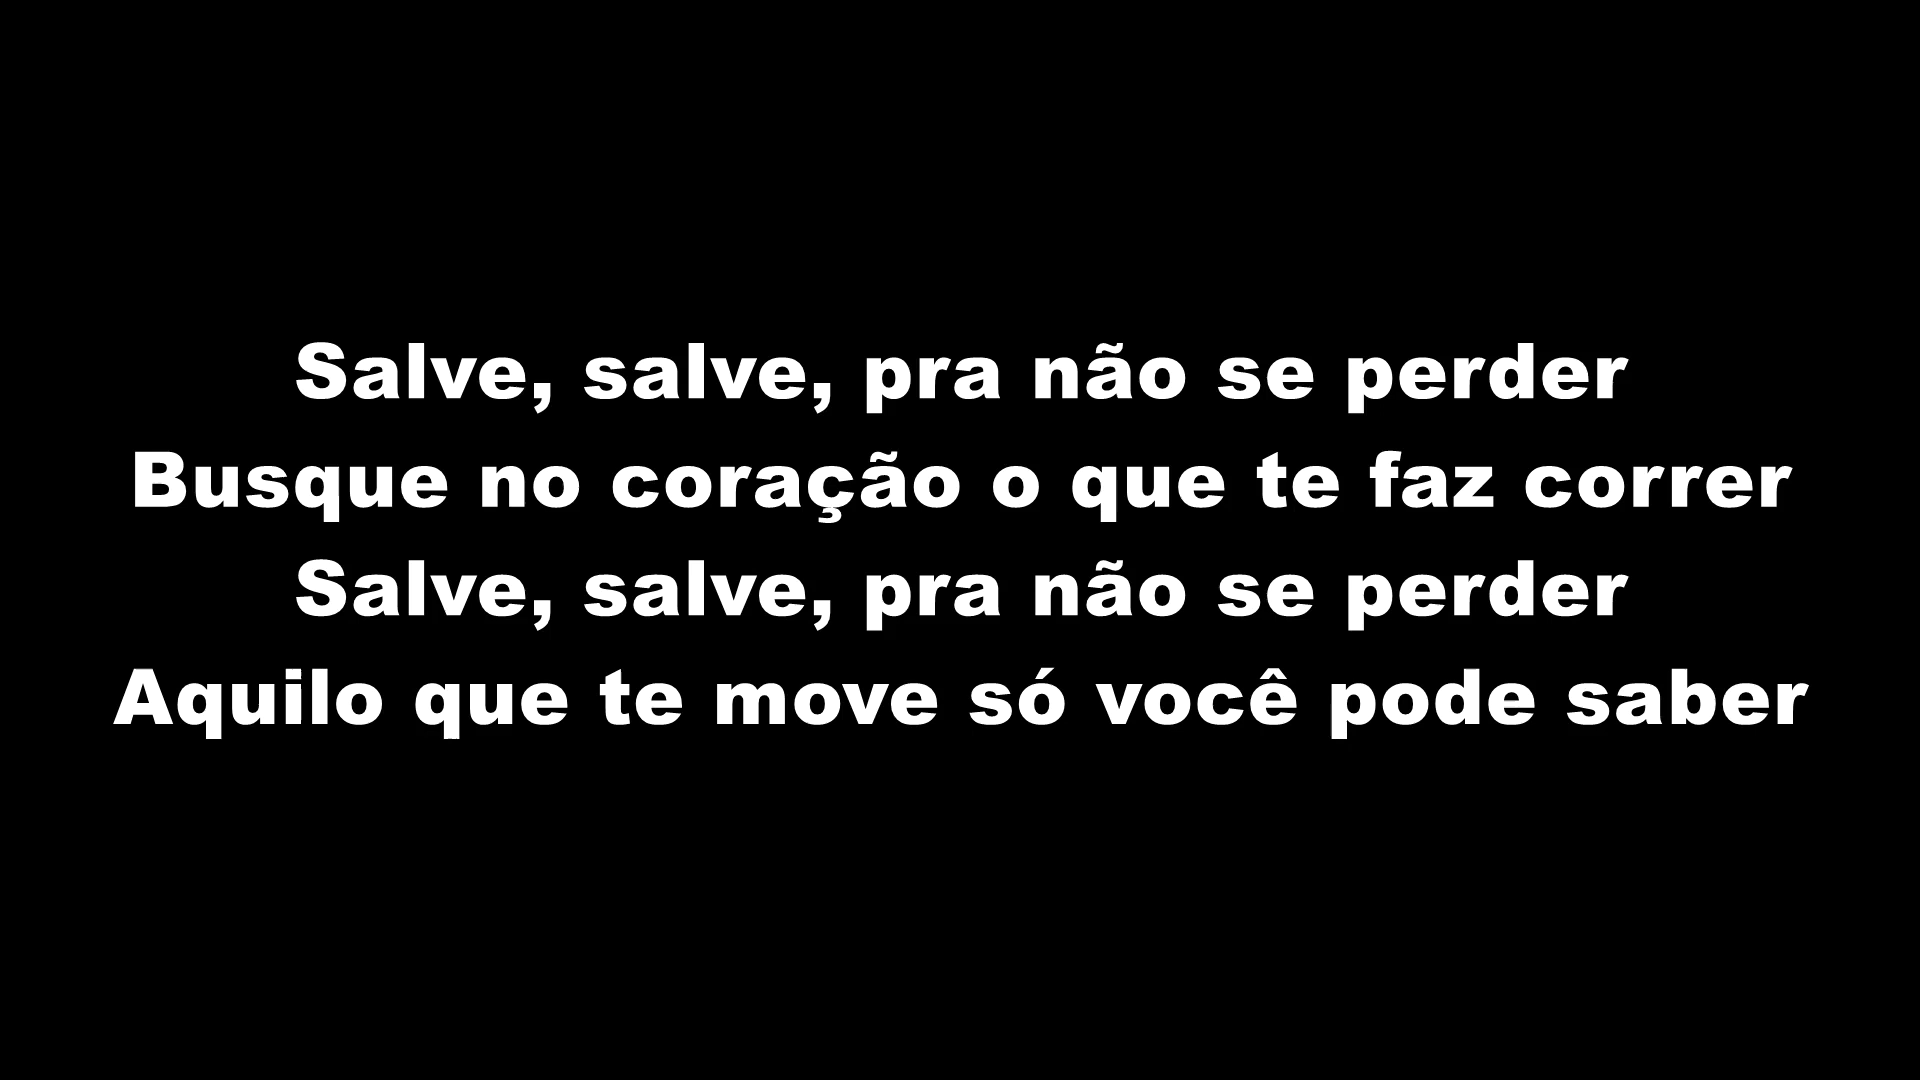 Salve, salve, pra não se perder
Busque no coração o que te faz correr
Salve, salve, pra não se perder
Aquilo que te move só você pode saber